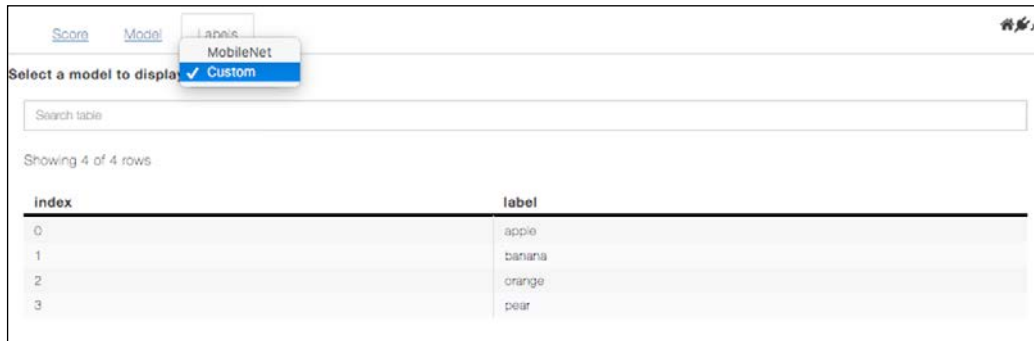 Score Model Labels
MobileNet
Select a model to display ✓ Custom
Search table
Showing 4 of 4 rows
index label
0 apple
1 banana
2 orange
3 pear